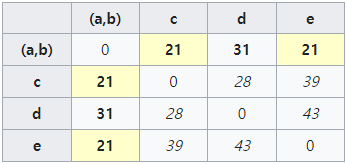 (a,b) c d e
(a,b) 0 21 31 21
c 21 0 28 39
d 31 28 0 43
e 21 39 43 0